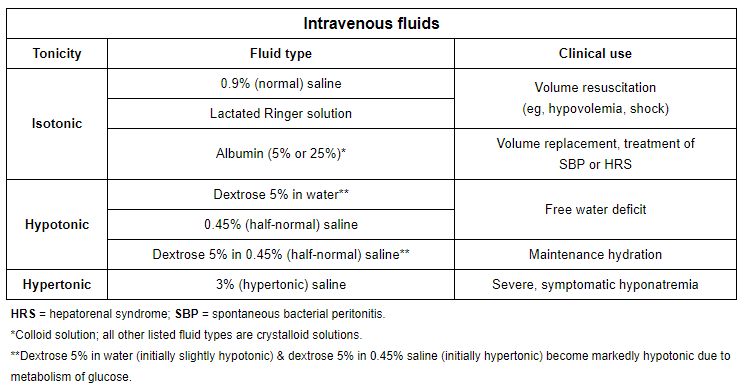 Intravenous fluids
Tonicity Fluid type Clinical use
Isotonic
0.9% (normal) saline
Lactated Ringer solution
Volume resuscitation
(eg, hypovolemia, shock)
Albumin (5% or 25%)*
Volume replacement, treatment of
SBP or HRS
Hypotonic
Dextrose 5% in water**
0.45% (half-normal) saline
Free water deficit
Dextrose 5% in 0.45% (half-normal) saline**
Maintenance hydration
Hypertonic
3% (hypertonic) saline
Severe, symptomatic hyponatremia
HRS = hepatorenal syndrome; SBP = spontaneous bacterial peritonitis.
*Colloid solution; all other listed fluid types are crystalloid solutions.
**Dextrose 5% in water (initially slightly hypotonic) & dextrose 5% in 0.45% saline (initially hypertonic) become markedly hypotonic due to
metabolism of glucose.